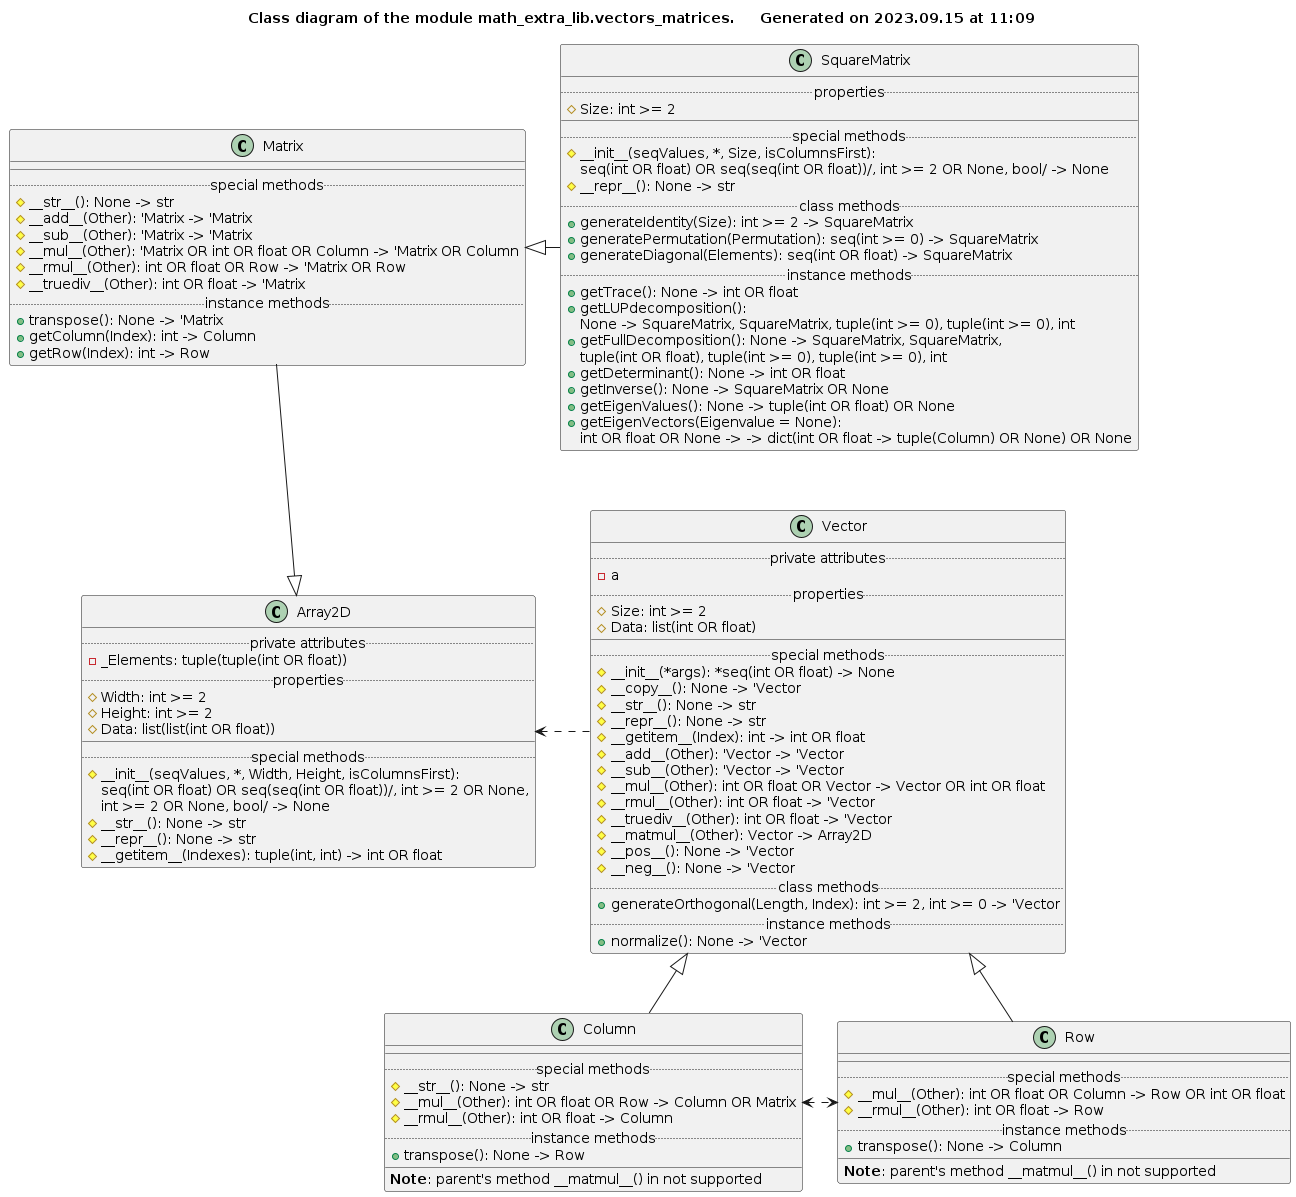 Class diagram of the module math_extra_lib.vectors_matrices.     Generated on 2023.09.15 at 11:09
C SquareMatrix
properties
Size: int >= 2
special methods
__init__(seqValues, *, Size, isColumnsFirst):
seq(int OR float) OR seq(seq(int OR float))/, int >= 2 OR None, bool/ -> None
__repr__(): None -> str
class methods
generateIdentity(Size): int >= 2 -> SquareMatrix
generatePermutation(Permutation): seq(int >= 0) -> SquareMatrix
generateDiagonal(Elements): seq(int OR float) -> SquareMatrix
instance methods
getTrace(): None -> int OR float
getLUPdecomposition():
None -> SquareMatrix, SquareMatrix, tuple(int >= 0), tuple(int >= 0), int
getFullDecomposition(): None -> SquareMatrix, SquareMatrix,
tuple(int OR float), tuple(int >= 0), tuple(int >= 0), int
getDeterminant(): None -> int OR float
getInverse(): None -> SquareMatrix OR None
getEigenValues(): None -> tuple(int OR float) OR None
getEigenVectors(Eigenvalue = None):
int OR float OR None -> -> dict(int OR float -> tuple(Column) OR None) OR None
C Matrix
special methods
__str__(): None -> str
__add__(Other): 'Matrix -> 'Matrix
__sub__(Other): 'Matrix -> 'Matrix
__mul__(Other): 'Matrix OR int OR float OR Column -> 'Matrix OR Column
__rmul__(Other): int OR float OR Row -> 'Matrix OR Row
__truediv__(Other): int OR float -> 'Matrix
instance methods
transpose(): None -> 'Matrix
getColumn(Index): int -> Column
getRow(Index): int -> Row
C Vector
private attributes
a
properties
Size: int >= 2
Data: list(int OR float)
special methods
__init__(*args): *seq(int OR float) -> None
__copy__(): None -> 'Vector
__str__(): None -> str
__repr__(): None -> str
__getitem__(Index): int -> int OR float
__add__(Other): 'Vector -> 'Vector
__sub__(Other): 'Vector -> 'Vector
__mul__(Other): int OR float OR Vector -> Vector OR int OR float
__rmul__(Other): int OR float -> 'Vector
__truediv__(Other): int OR float -> 'Vector
__matmul__(Other): Vector -> Array2D
__pos__(): None -> 'Vector
__neg__(): None -> 'Vector
class methods
generateOrthogonal(Length, Index): int >= 2, int >= 0 -> 'Vector
instance methods
normalize(): None -> 'Vector
C Array2D
private attributes
_Elements: tuple(tuple(int OR float))
properties
Width: int >= 2
Height: int >= 2
Data: list(list(int OR float))
special methods
__init__(seqValues, *, Width, Height, isColumnsFirst):
seq(int OR float) OR seq(seq(int OR float))/, int >= 2 OR None,
int >= 2 OR None, bool/ -> None
__str__(): None -> str
__repr__(): None -> str
__getitem__(Indexes): tuple(int, int) -> int OR float
C Column
special methods
__str__(): None -> str
__mul__(Other): int OR float OR Row -> Column OR Matrix
__rmul__(Other): int OR float -> Column
instance methods
transpose(): None -> Row
Note: parent's method __matmul__() in not supported
C Row
special methods
__mul__(Other): int OR float OR Column -> Row OR int OR float
__rmul__(Other): int OR float -> Row
instance methods
transpose(): None -> Column
Note: parent's method __matmul__() in not supported